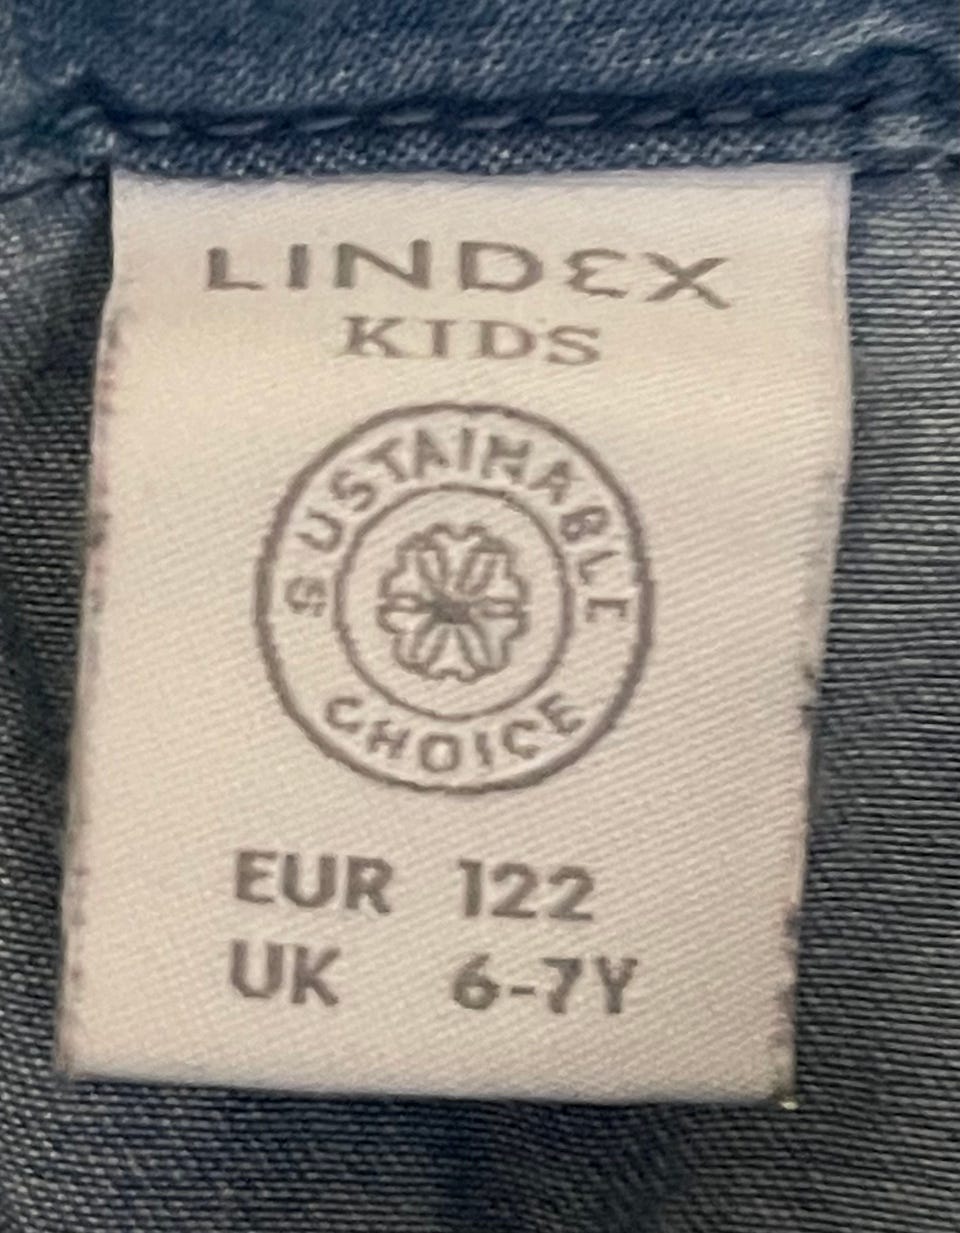 LINDEX
KIDS
SUSTAINABLE
CHOICE
EUR 122
UK 6-7Y